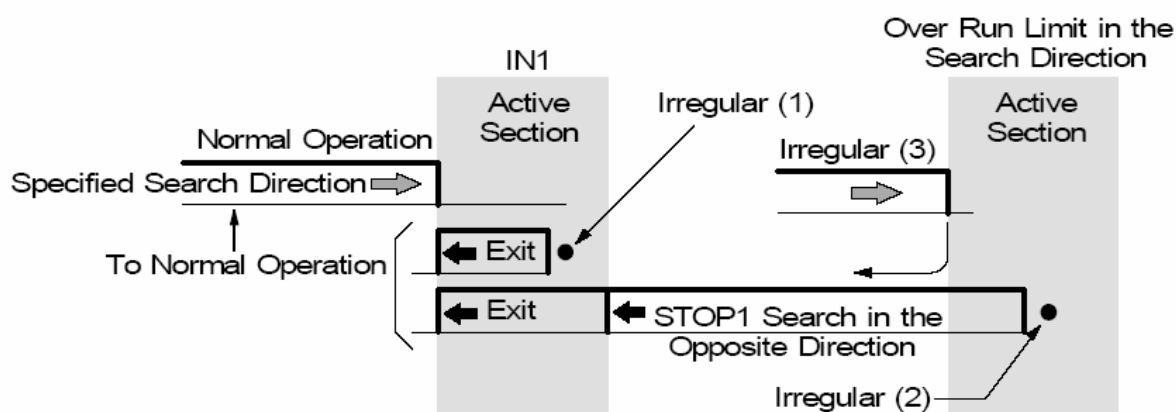 Over Run Limit in the
Search Direction
IN1
Active
Section
Active
Section
Irregular (1)
Normal Operation
Irregular (3)
Specified Search Direction
Exit
To Normal Operation
Exit
STOP1 Search in the
Opposite Direction
Irregular (2)